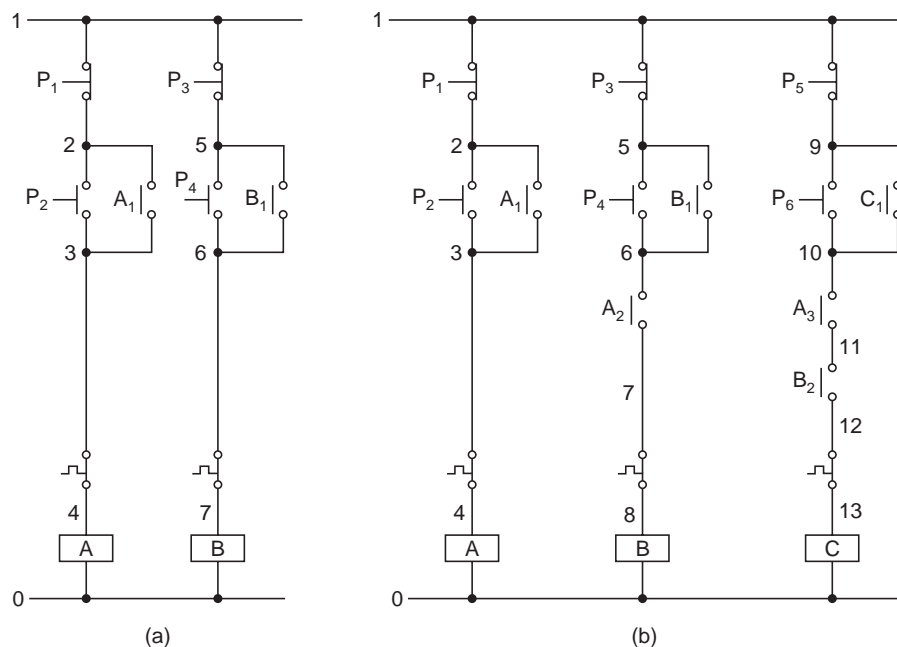 1 1
P1 P3 P1 P3 P5
2 5 2 5 9
P2 A1 P4 B1 P2 A1 P4 B1 P6 C1
3 6 3 6 10
A2 A3
11
B2
7
12
4 7 4 8 13
A B A B C
0 0
(a) (b)